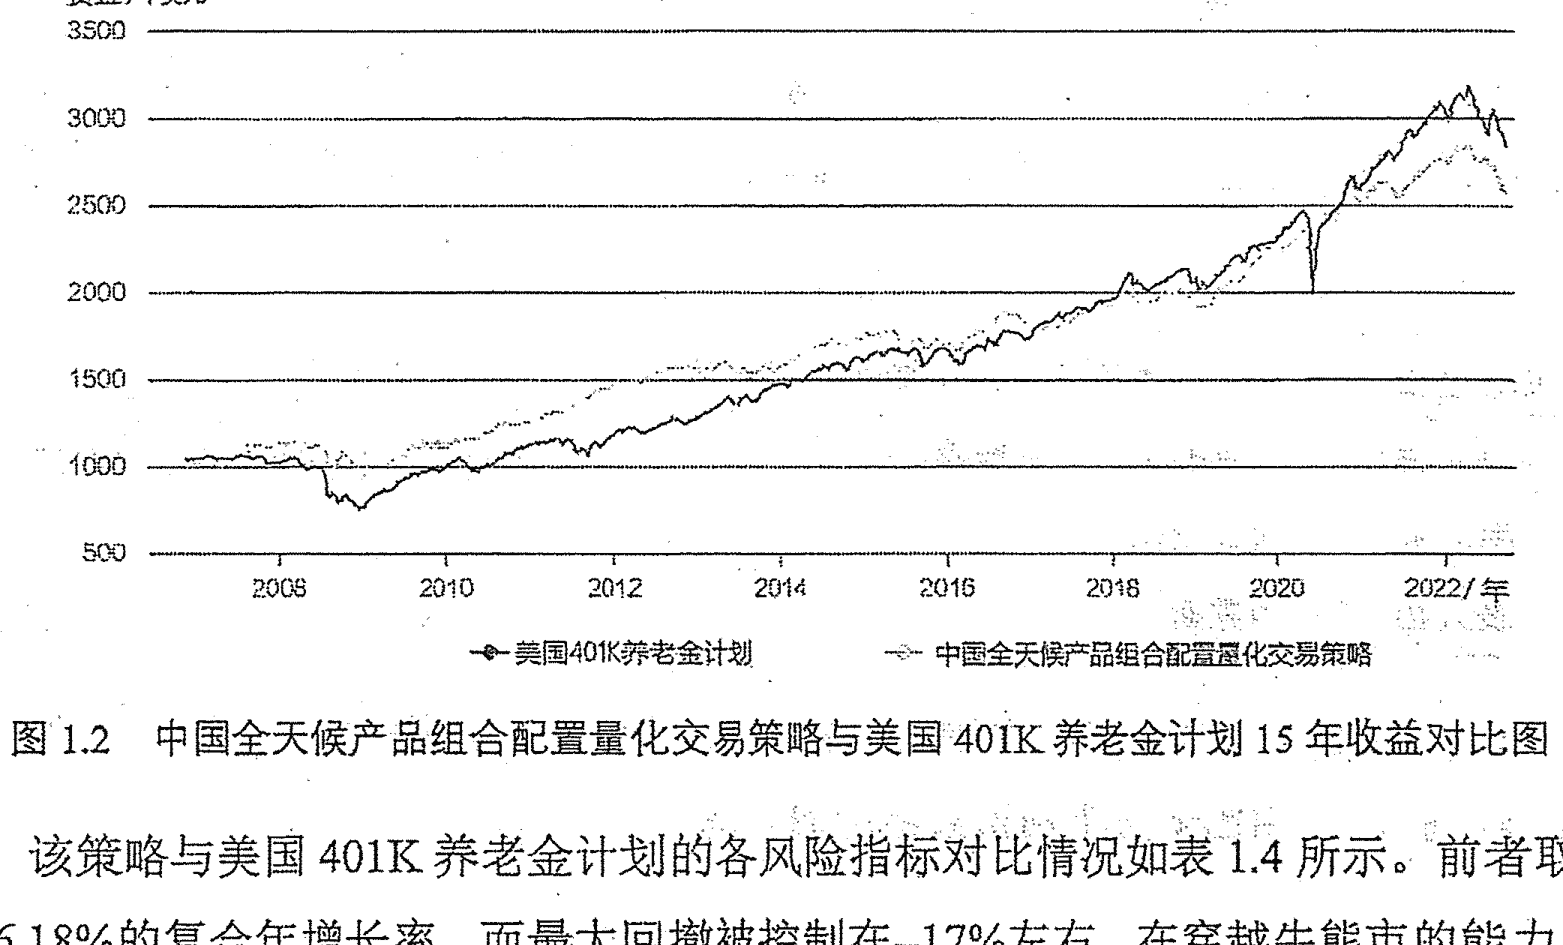 3500
3000
2500
2000
1500
1000
500
2008 2010 2012 2014 2016 2018 2020 2022/年
美国401K养老金计划 中国全天候产品组合配置量化交易策略
图 1.2 中国全天候产品组合配置量化交易策略与美国 401K 养老金计划 15 年收益对比图
该策略与美国 401K 养老金计划的各风险指标对比情况如表 1.4 所示。前者取
6.18%的复合年增长率，而最大回撤被控制在–17%左右，在穿越牛熊市的能力